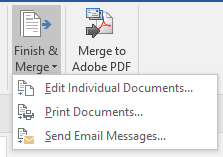 Finish & Merge to
Merge Adobe PDF
Edit Individual Documents...
Print Documents...
Send Email Messages...